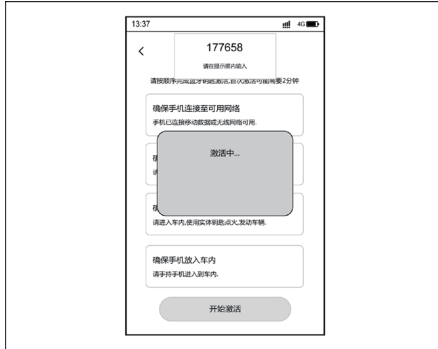 13:37
4G
177658
请在提示框内输入
请按顺序完成蓝牙钥匙激活,首次激活可能需要2分钟
确保手机连接至可用网络
手机已连接移动数据或无线网络可用.
激活中...
请进入车内,使用实体钥匙点火,发动车辆.
确保手机放入车内
请手持手机进入到车内.
开始激活